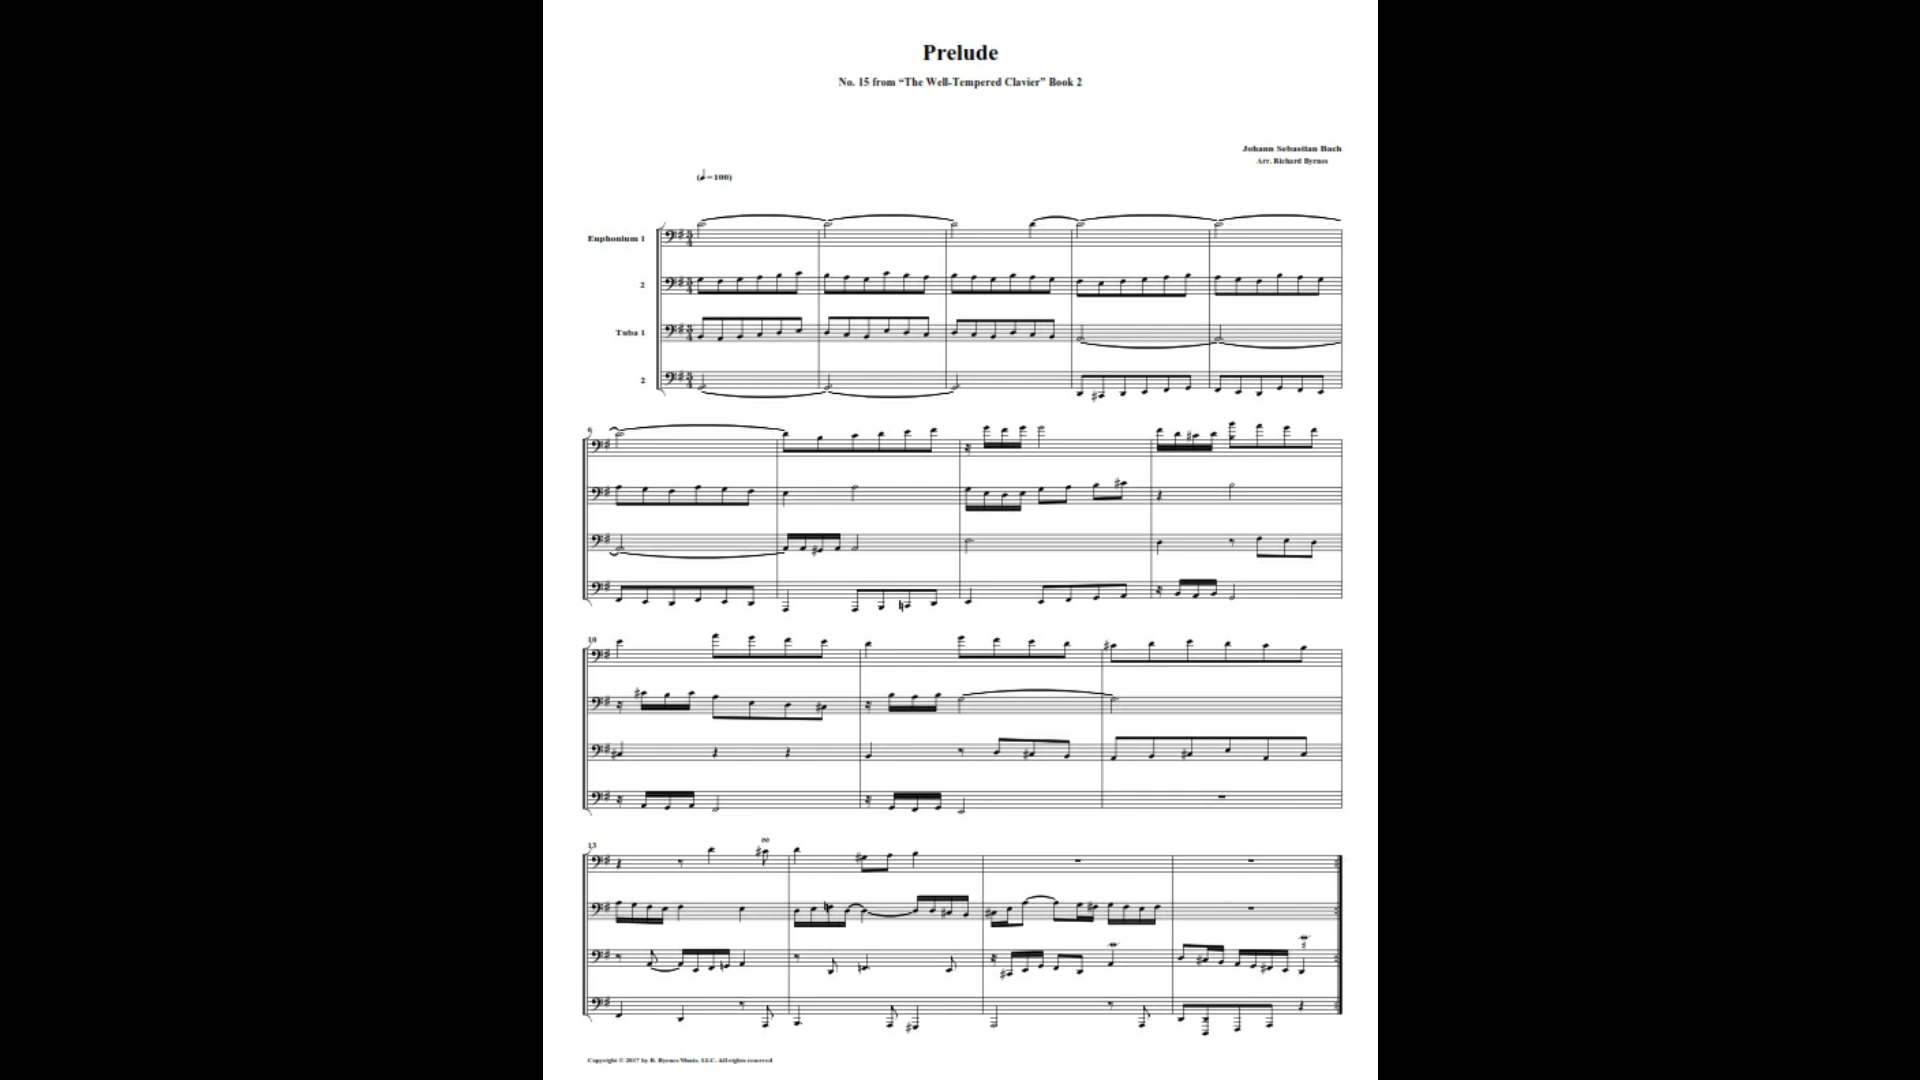 Prelude
No. 15 from “The Well-Tempered Clavier” Book 2
Johann Sebastian Bach
Arr. Richard Byrnes
(♩=100)
Euphonium 1
2
Tuba 1
2
6
10
13
Copyright © 2017 by R. Byrnes Music, LLC. All rights reserved